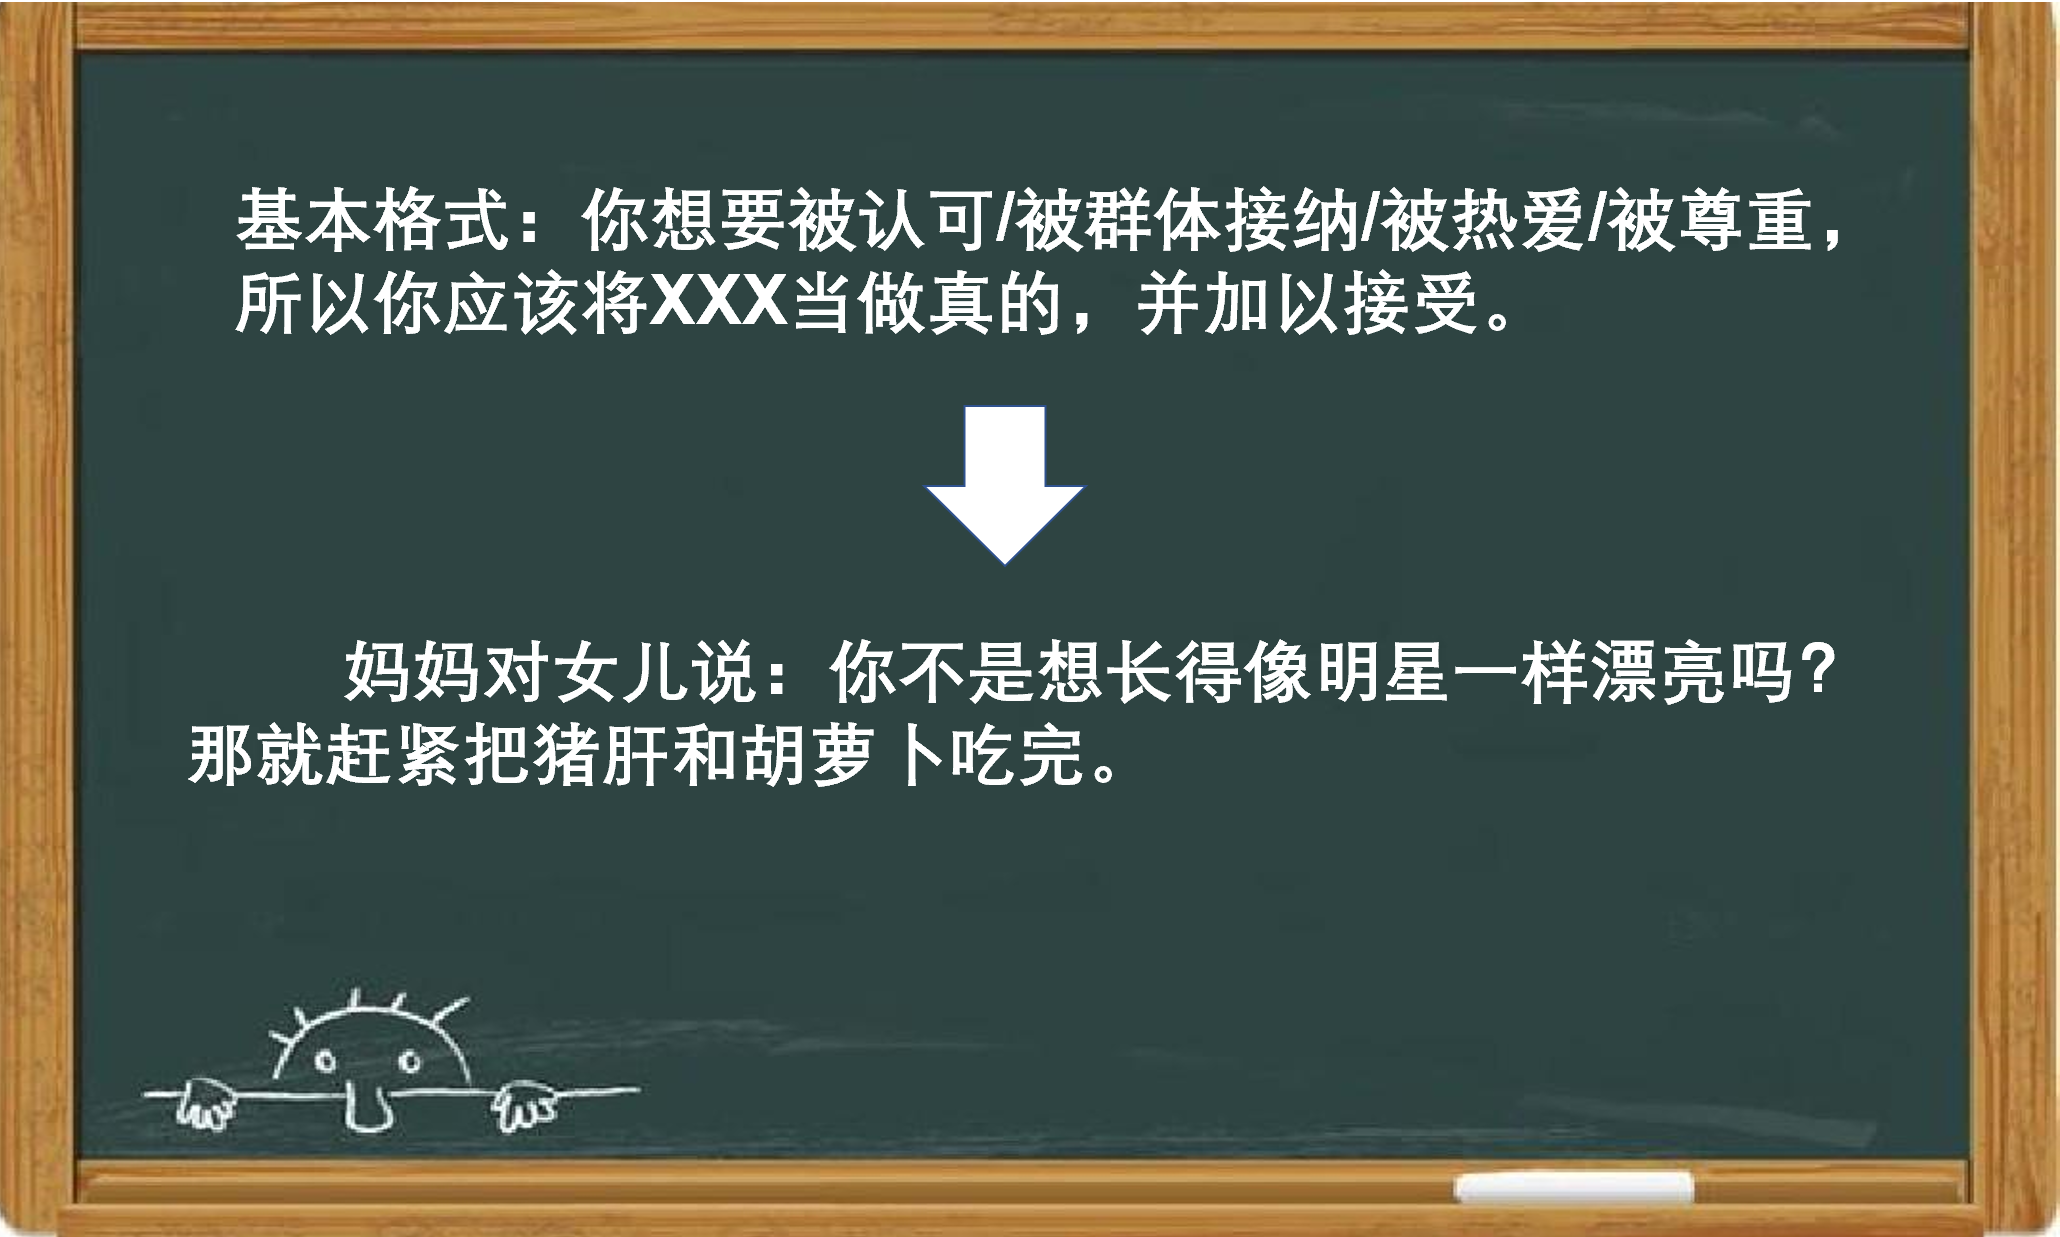 基本格式：你想要被认可/被群体接纳/被热爱/被尊重，
所以你应该将XXX当做真的，并加以接受。
妈妈对女儿说：你不是想长得像明星一样漂亮吗？
那就赶紧把猪肝和胡萝卜吃完。